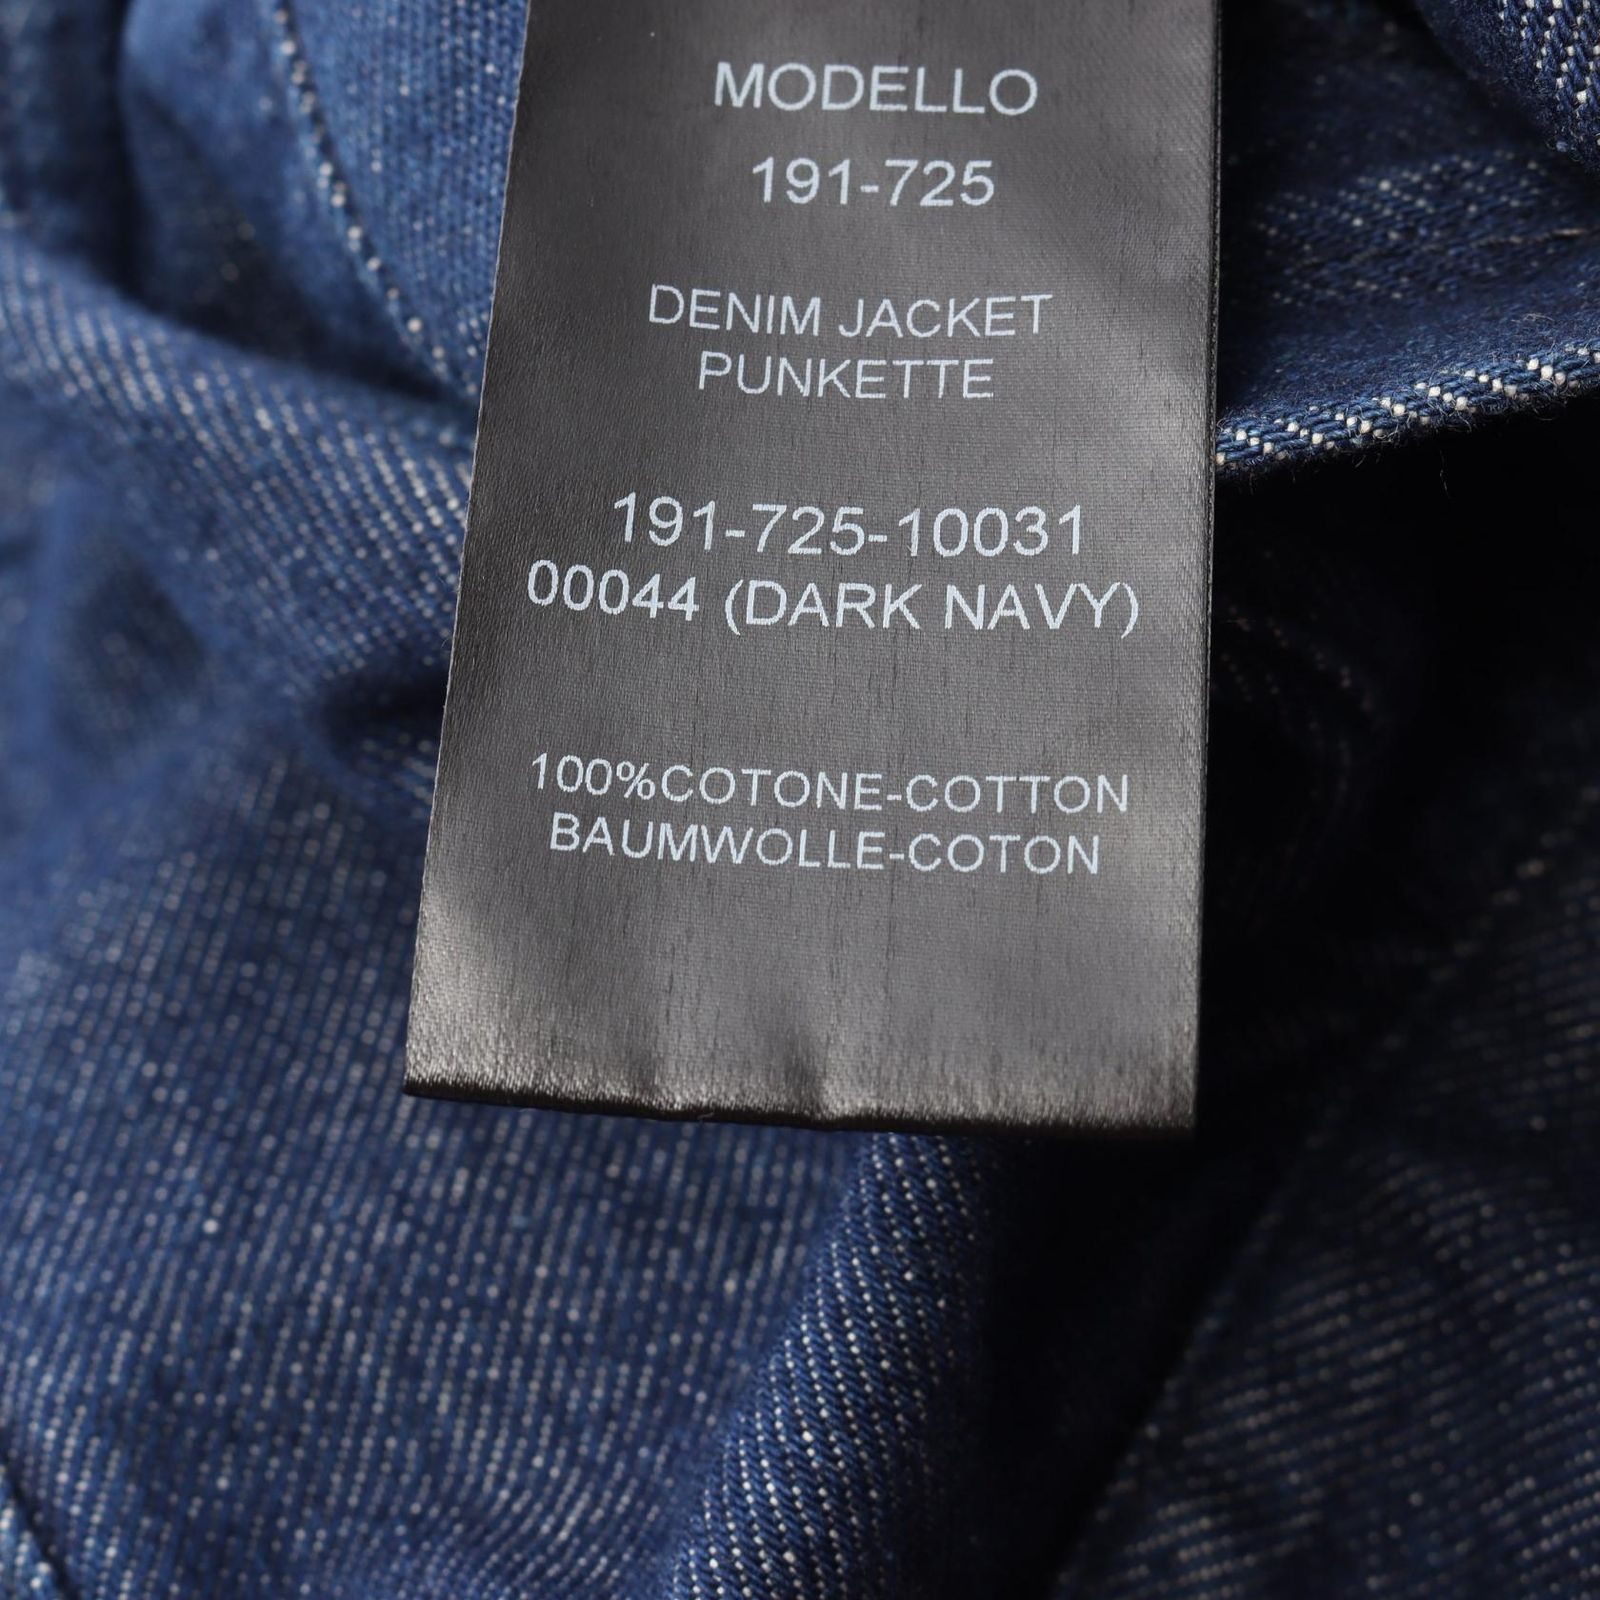 MODELLO
191-725
DENIM JACKET
PUNKETTE
191-725-10031
00044 (DARK NAVY)
100%COTONE-COTTON
BAUMWOLLE-COTON